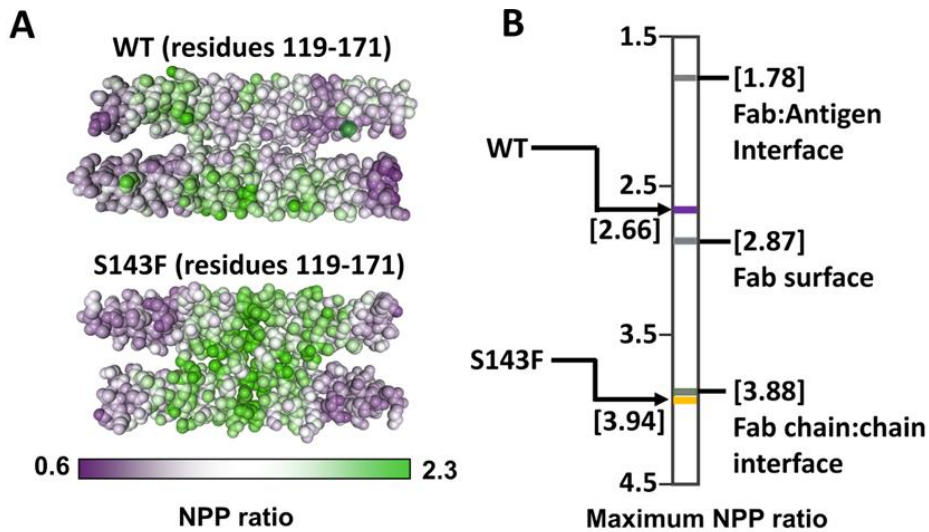 A
WT (residues 119-171)
S143F (residues 119-171)
0.6
2.3
NPP ratio
B
1.5
[1.78]
Fab:Antigen
Interface
WT
2.5
[2.66]
[2.87]
Fab surface
3.5
S143F
[3.94]
[3.88]
Fab chain:chain
interface
4.5
Maximum NPP ratio